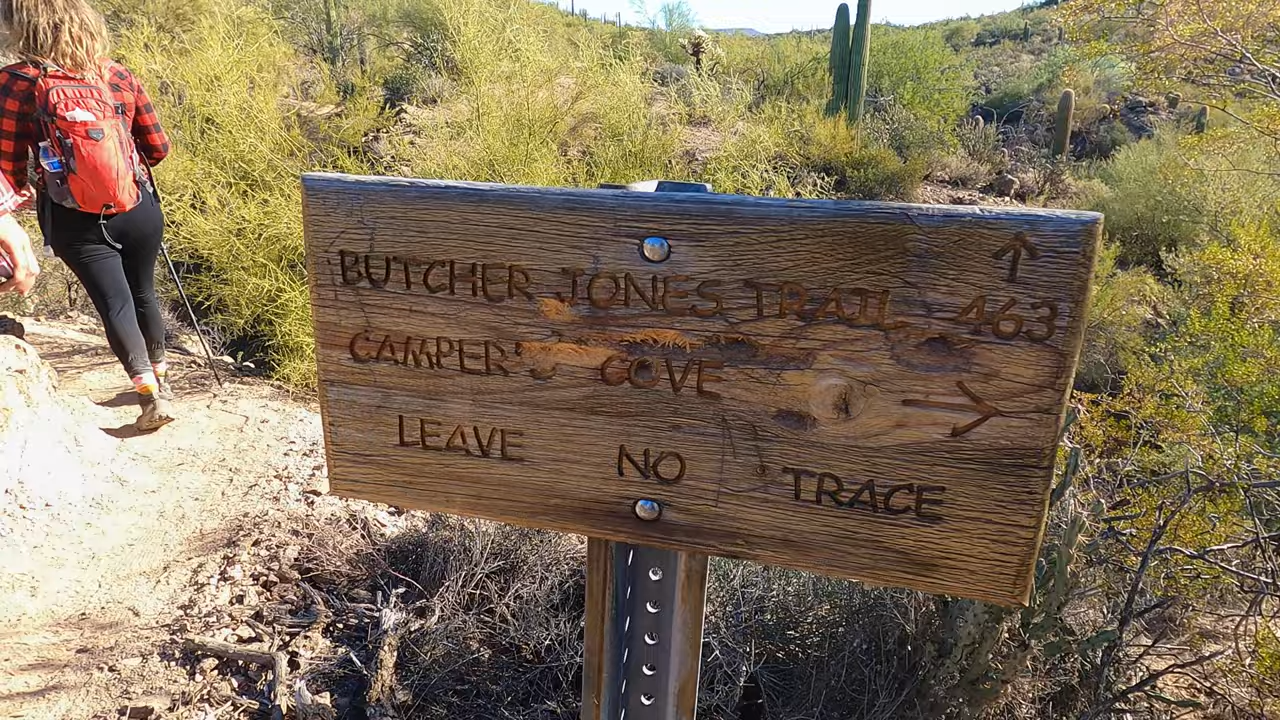 BUTCHER JONES TRAIL 463 ↑
CAMPER'S COVE →
LEAVE NO TRACE